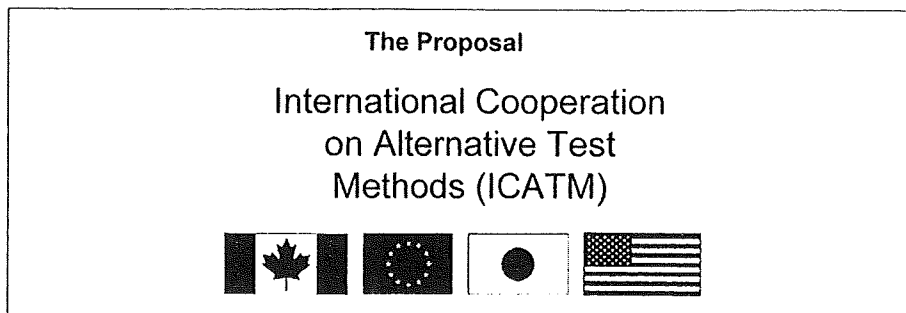 The Proposal
International Cooperation
on Alternative Test
Methods (ICATM)